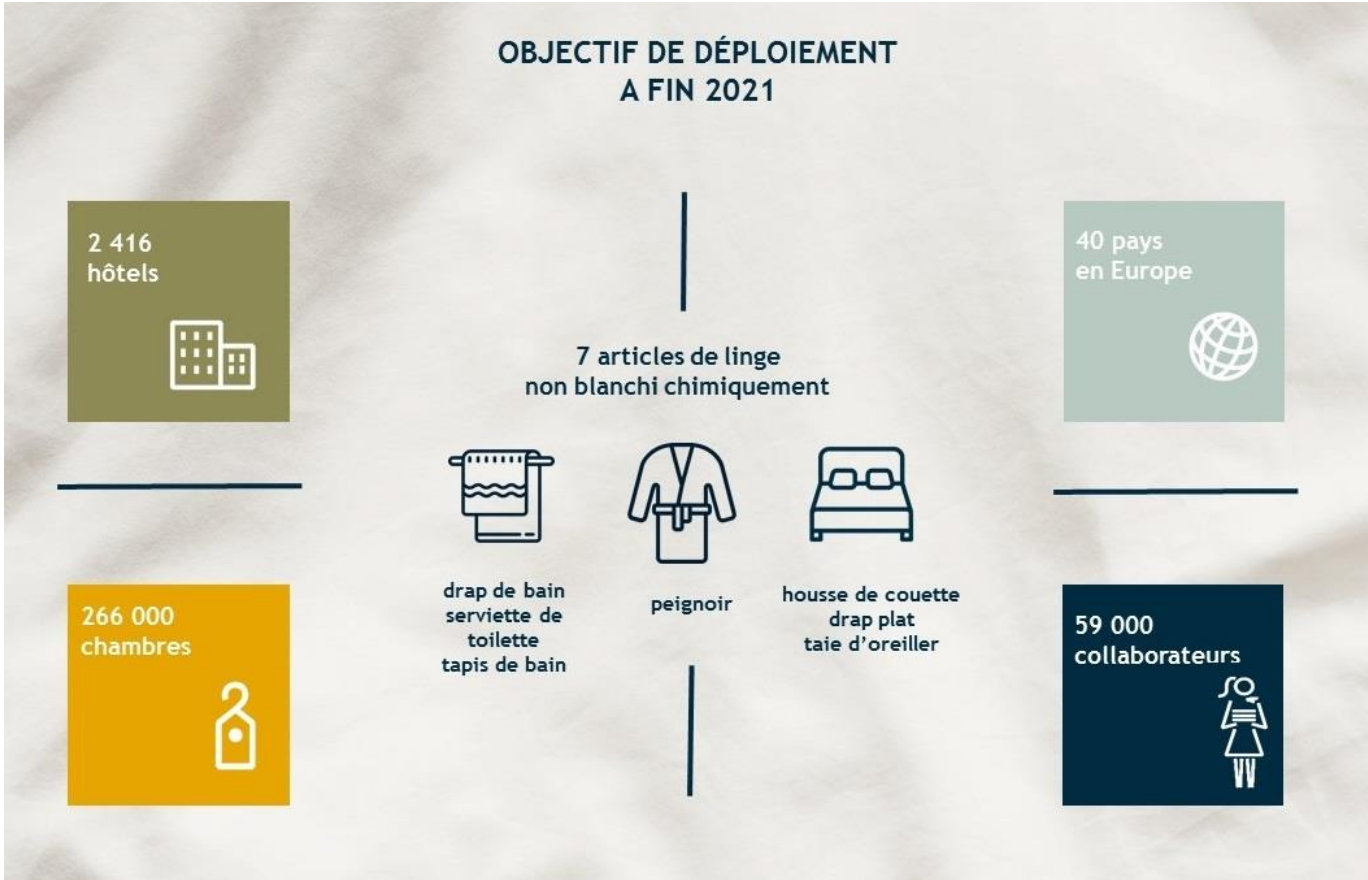 OBJECTIF DE DÉPLOIEMENT
A FIN 2021
2 416
hôtels
40 pays
en Europe
7 articles de linge
non blanchi chimiquement
drap de bain
serviette de
toilette
tapis de bain
peignoir
housse de couette
drap plat
taie d'oreiller
266 000
chambres
59 000
collaborateurs